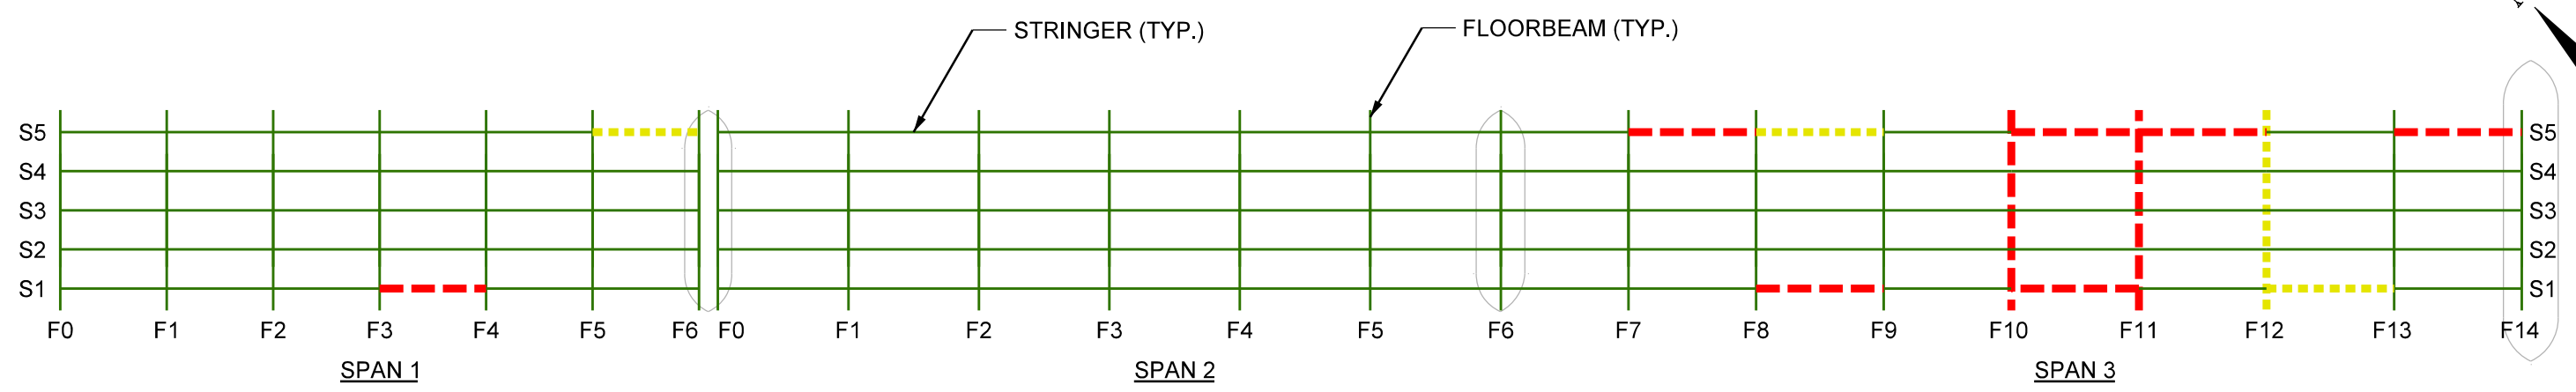 STRINGER (TYP.)
FLOORBEAM (TYP.)
S5 S5
S4 S4
S3 S3
S2 S2
S1 S1
F0 F1 F2 F3 F4 F5 F6 F0 F1 F2 F3 F4 F5 F6 F7 F8 F9 F10 F11 F12 F13 F14
SPAN 1 SPAN 2 SPAN 3